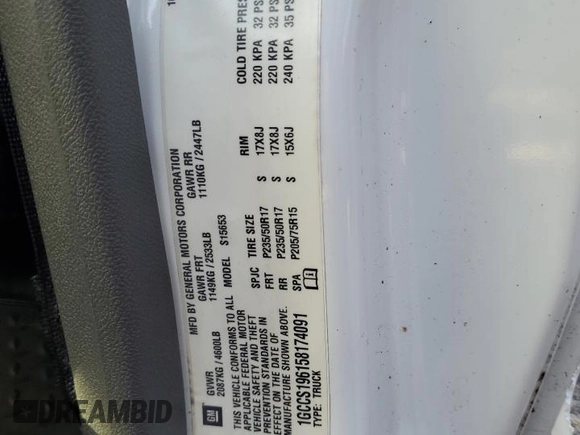 MFD BY GENERAL MOTORS CORPORATION
GM
GVWR GAWR FRT GAWR RR
2087KG/4600LB 1149KG/2533LB 1110KG/2447LB
THIS VEHICLE CONFORMS TO ALL MODEL S15653
APPLICABLE FEDERAL MOTOR
VEHICLE SAFETY AND THEFT
PREVENTION STANDARDS IN
EFFECT ON THE DATE OF
MANUFACTURE SHOWN ABOVE.
1GCCS196158174091
TYPE: TRUCK
SPJC TIRE SIZE RIM COLD TIRE PRES
FRT P235/50R17 S 17X8J 220 KPA 32 PS
RR P235/50R17 S 17X8J 220 KPA 32 PS
SPA P205/75R15 S 15X6J 240 KPA 35 PS
DREAMBID